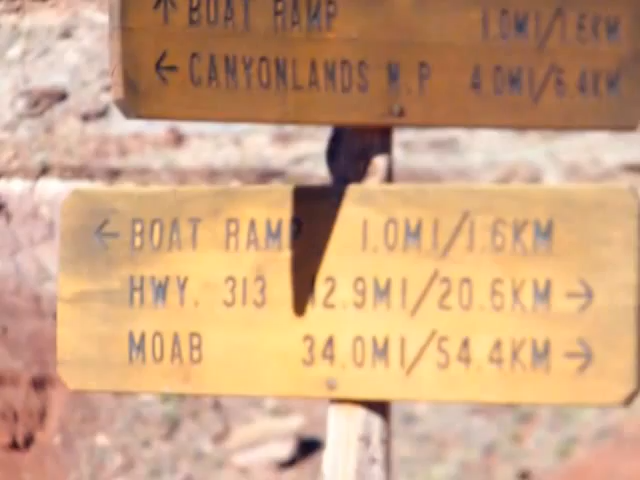 ↑ BOAT RAMP 1.0MI/1.6KM
← CANYONLANDS N.P 4.0MI/6.4KM
← BOAT RAMP 1.0MI/1.6KM
HWY. 313 12.9MI/20.6KM →
MOAB 34.0MI/54.4KM →